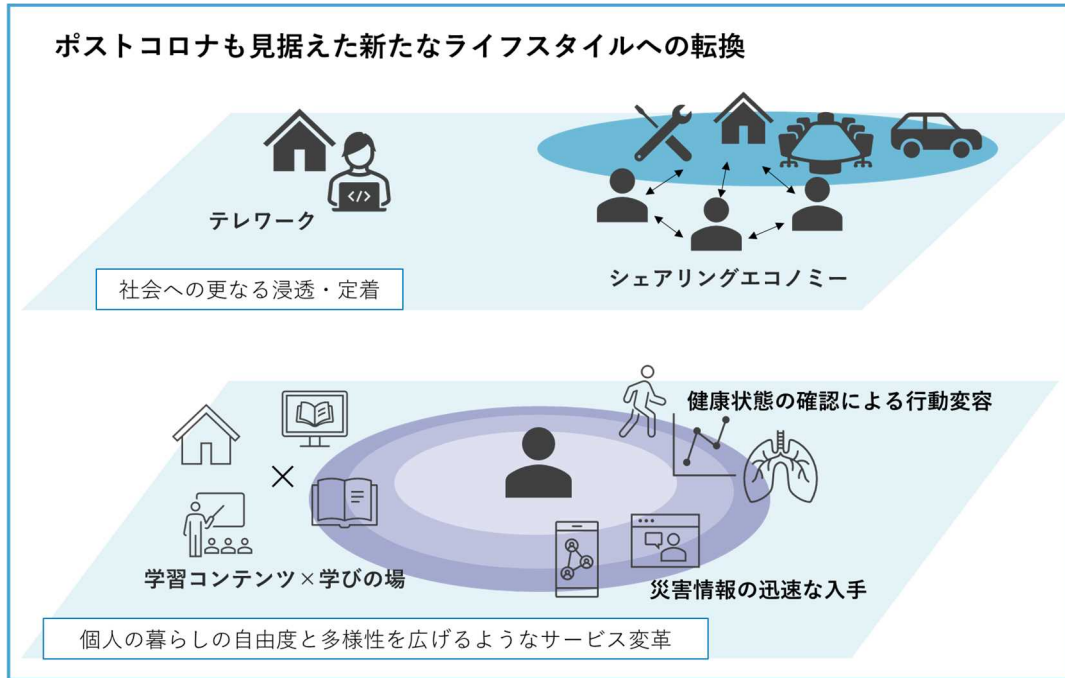 ポストコロナも見据えた新たなライフスタイルへの転換
テレワーク
</>
シェアリングエコノミー
社会への更なる浸透・定着
健康状態の確認による行動変容
×
学習コンテンツ×学びの場
災害情報の迅速な入手
個人の暮らしの自由度と多様性を広げるようなサービス変革